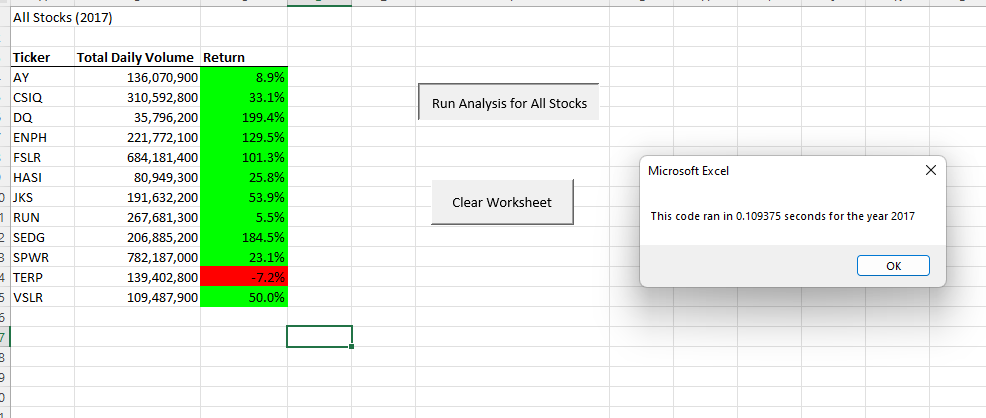 All Stocks (2017)
Ticker Total Daily Volume Return
AY 136,070,900 8.9%
CSIQ 310,592,800 33.1%
DQ 35,796,200 199.4%
ENPH 221,772,100 129.5%
FSLR 684,181,400 101.3%
HASI 80,949,300 25.8%
JKS 191,632,200 53.9%
RUN 267,681,300 5.5%
SEDG 206,885,200 184.5%
SPWR 782,187,000 23.1%
TERP 139,402,800 -7.2%
VSLR 109,487,900 50.0%
Run Analysis for All Stocks
Clear Worksheet
Microsoft Excel
This code ran in 0.109375 seconds for the year 2017
OK